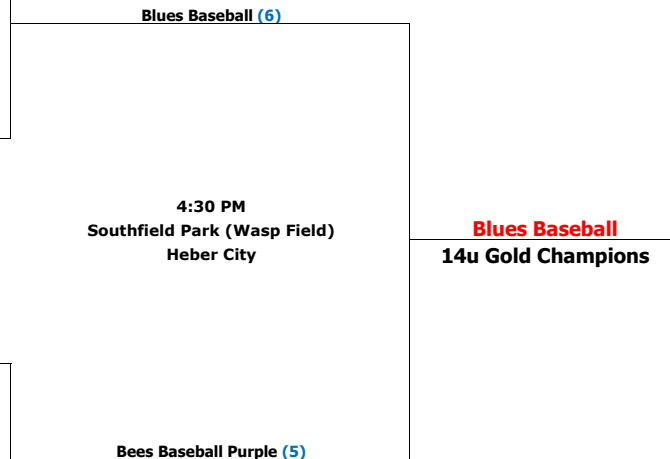 Blues Baseball (6)
4:30 PM
Southfield Park (Wasp Field)
Heber City
Blues Baseball
14u Gold Champions
Bees Baseball Purple (5)